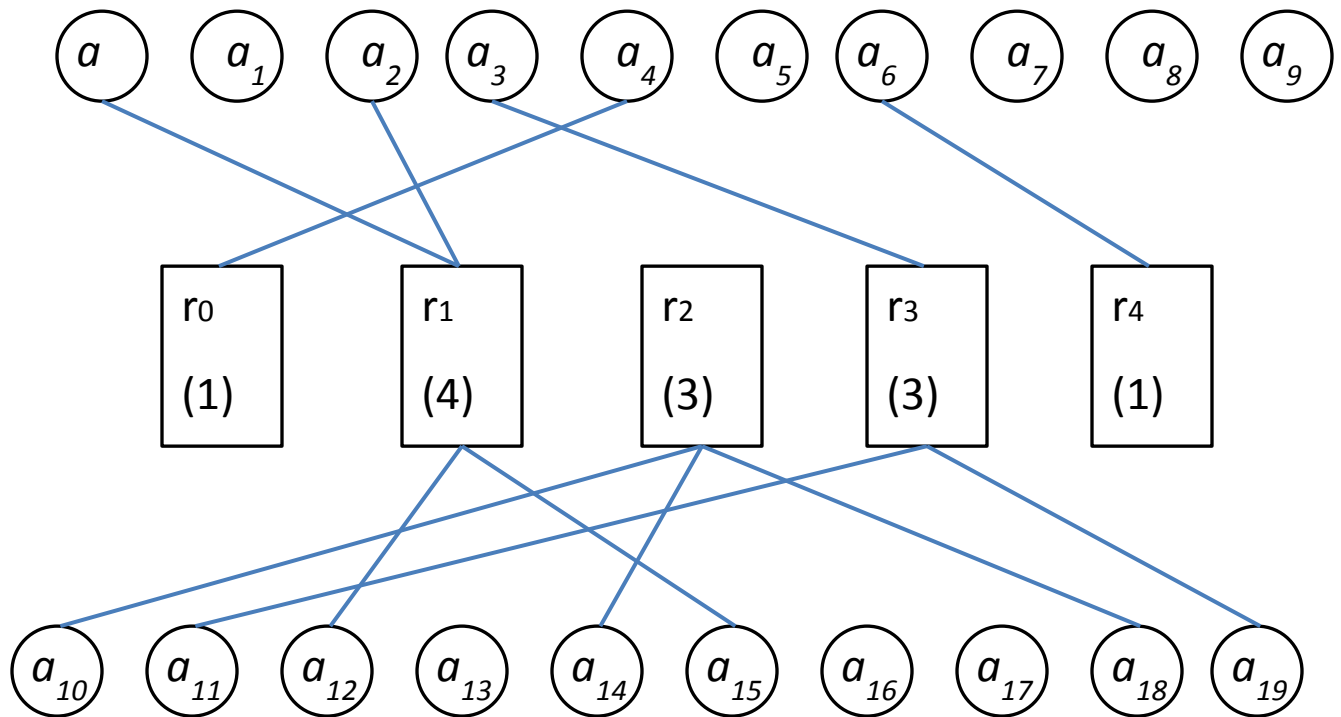 a a1 a2 a3 a4 a5 a6 a7 a8 a9
r0 r1 r2 r3 r4
(1) (4) (3) (3) (1)
a10 a11 a12 a13 a14 a15 a16 a17 a18 a19